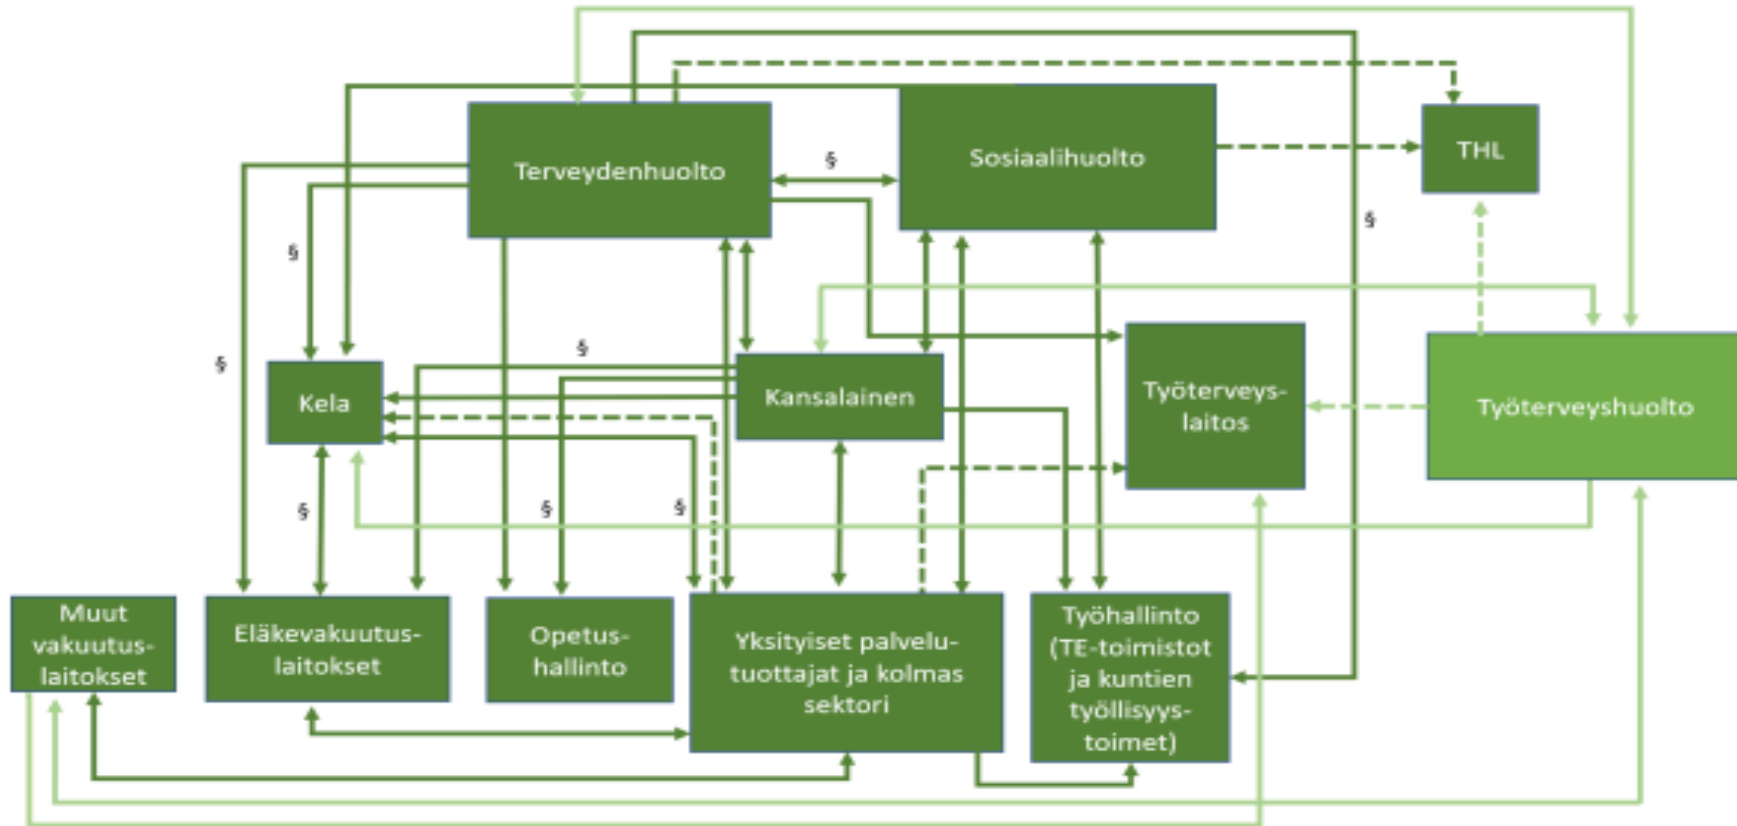 Terveydenhuolto
§
Sosiaalihuolto
THL
§
§
§
§
Kela
Kansalainen
Työterveys-
laitos
Työterveyshuolto
§
§
§
Muut
vakuutus-
laitokset
Eläkevakuutus-
laitokset
Opetus-
hallinto
Yksityiset palvelu-
tuottajat ja kolmas
sektori
Työhallinto
(TE-toimistot
ja kuntien
työllisyys-
toimet)